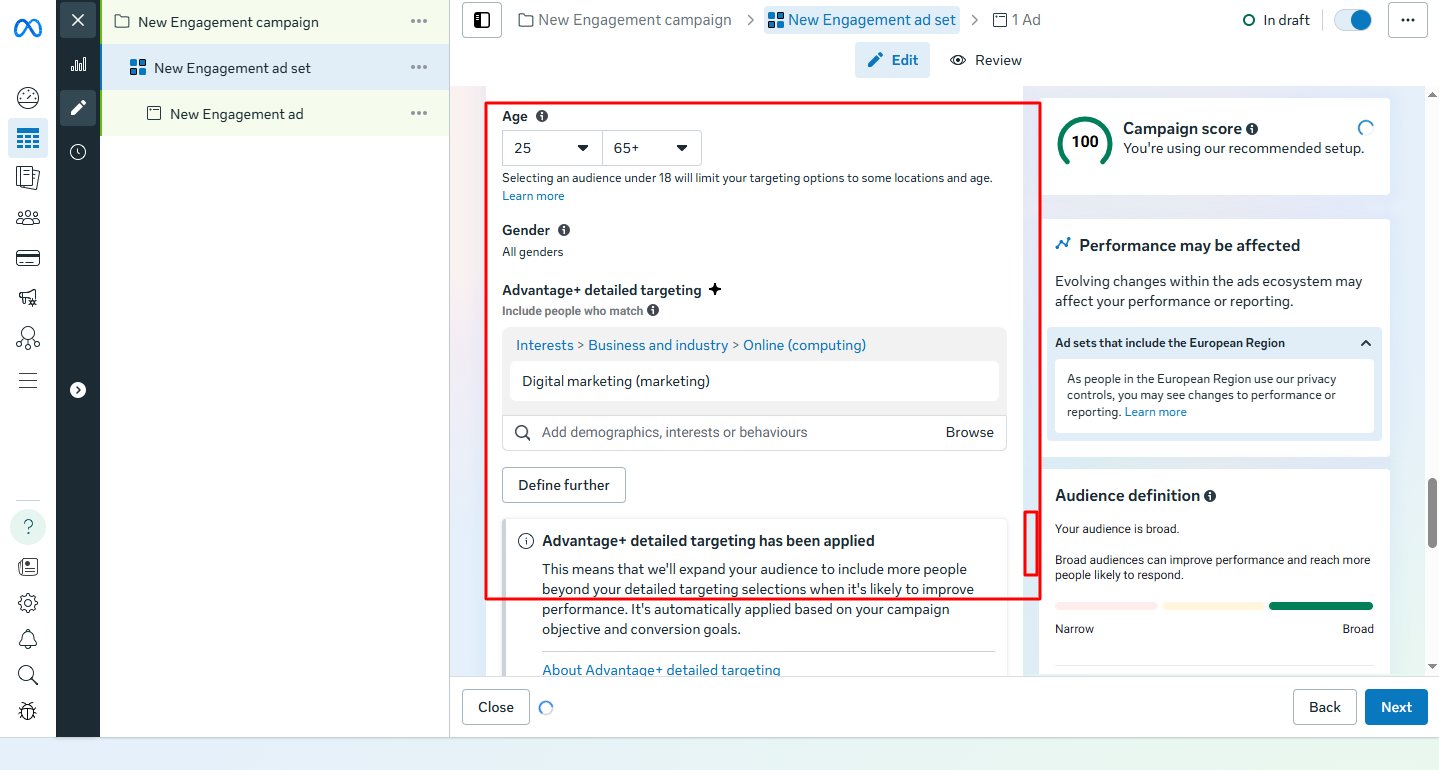 New Engagement campaign
New Engagement ad set
New Engagement ad
New Engagement campaign
New Engagement ad set
1 Ad
In draft
Edit
Review
Age
25
65+
Selecting an audience under 18 will limit your targeting options to some locations and age.
Learn more
Gender
All genders
Advantage+ detailed targeting
Include people who match
Interests > Business and industry > Online (computing)
Digital marketing (marketing)
Add demographics, interests or behaviours
Browse
Define further
Advantage+ detailed targeting has been applied
This means that we'll expand your audience to include more people
beyond your detailed targeting selections when it's likely to improve
performance. It's automatically applied based on your campaign
objective and conversion goals.
About Advantage+ detailed targeting
100
Campaign score
You're using our recommended setup.
Performance may be affected
Evolving changes within the ads ecosystem may
affect your performance or reporting.
Ad sets that include the European Region
As people in the European Region use our privacy
controls, you may see changes to performance or
reporting. Learn more
Audience definition
Your audience is broad.
Broad audiences can improve performance and reach more
people likely to respond.
Narrow
Broad
Close
Back
Next